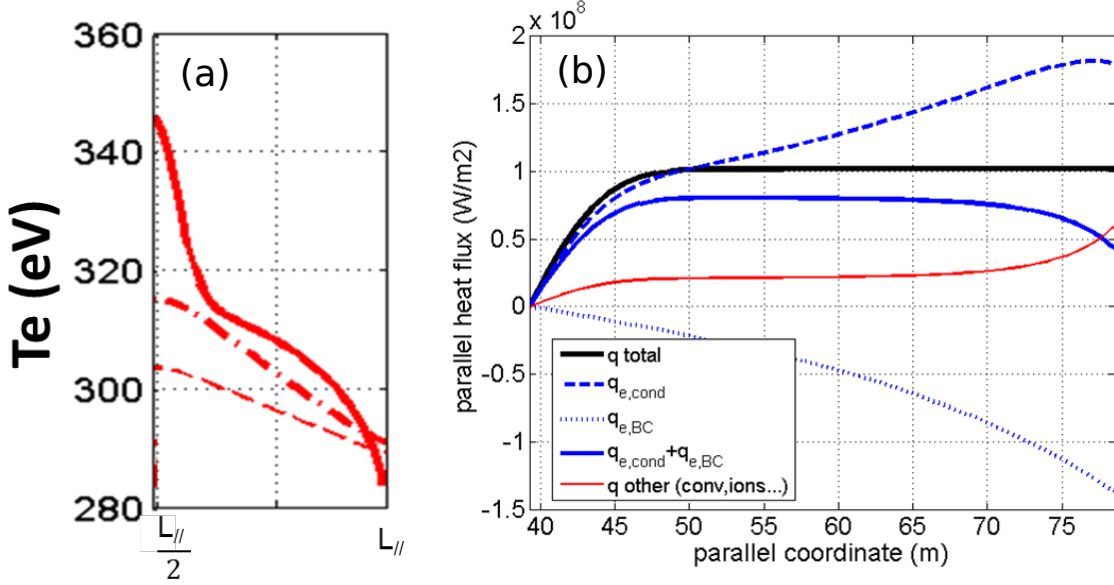 360
340
320
300
280
Te (eV)
(a)
L//
2
L//
x 10^8
2
1.5
1
0.5
0
-0.5
-1
-1.5
parallel heat flux (W/m2)
(b)
q total
q_e,cond
q_e,BC
q_e,cond+q_e,BC
q other (conv,ions...)
40 45 50 55 60 65 70 75
parallel coordinate (m)